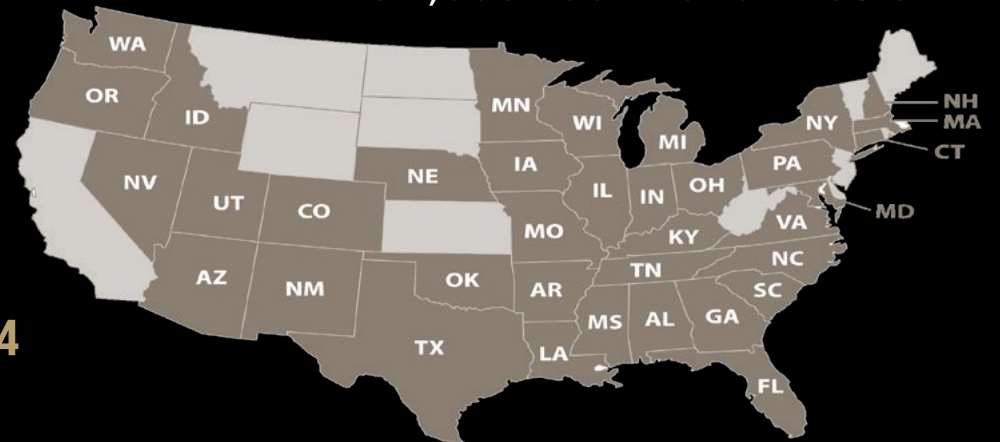 WA
OR
ID
MN
WI
MI
NY
NH
MA
CT
PA
NV
UT
CO
NE
IA
IL
IN
OH
MD
MO
KY
VA
AZ
NM
OK
AR
TN
NC
SC
MS
AL
GA
TX
LA
FL
4